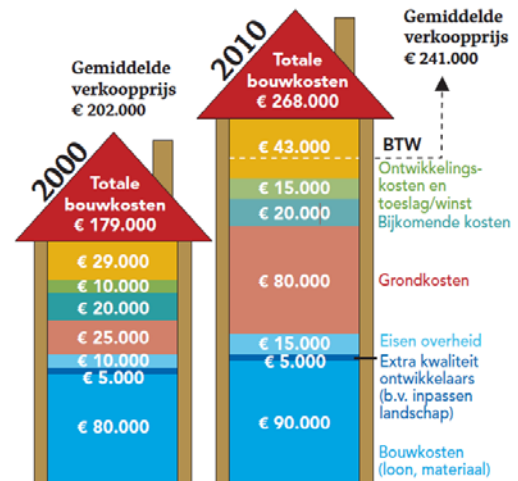 2000
Gemiddelde
verkoopprijs
€ 202.000
Totale
bouwkosten
€ 179.000
€ 29.000
€ 10.000
€ 20.000
€ 25.000
€ 10.000
€ 5.000
€ 80.000
2010
Totale
bouwkosten
€ 268.000
€ 43.000
€ 15.000
€ 20.000
€ 80.000
€ 15.000
€ 5.000
€ 90.000
Gemiddelde
verkoopprijs
€ 241.000
BTW
Ontwikkelings-
kosten en
toeslag/winst
Bijkomende kosten
Grondkosten
Eisen overheid
Extra kwaliteit
ontwikkelaars
(b.v. inpassen
landschap)
Bouwkosten
(loon, materiaal)